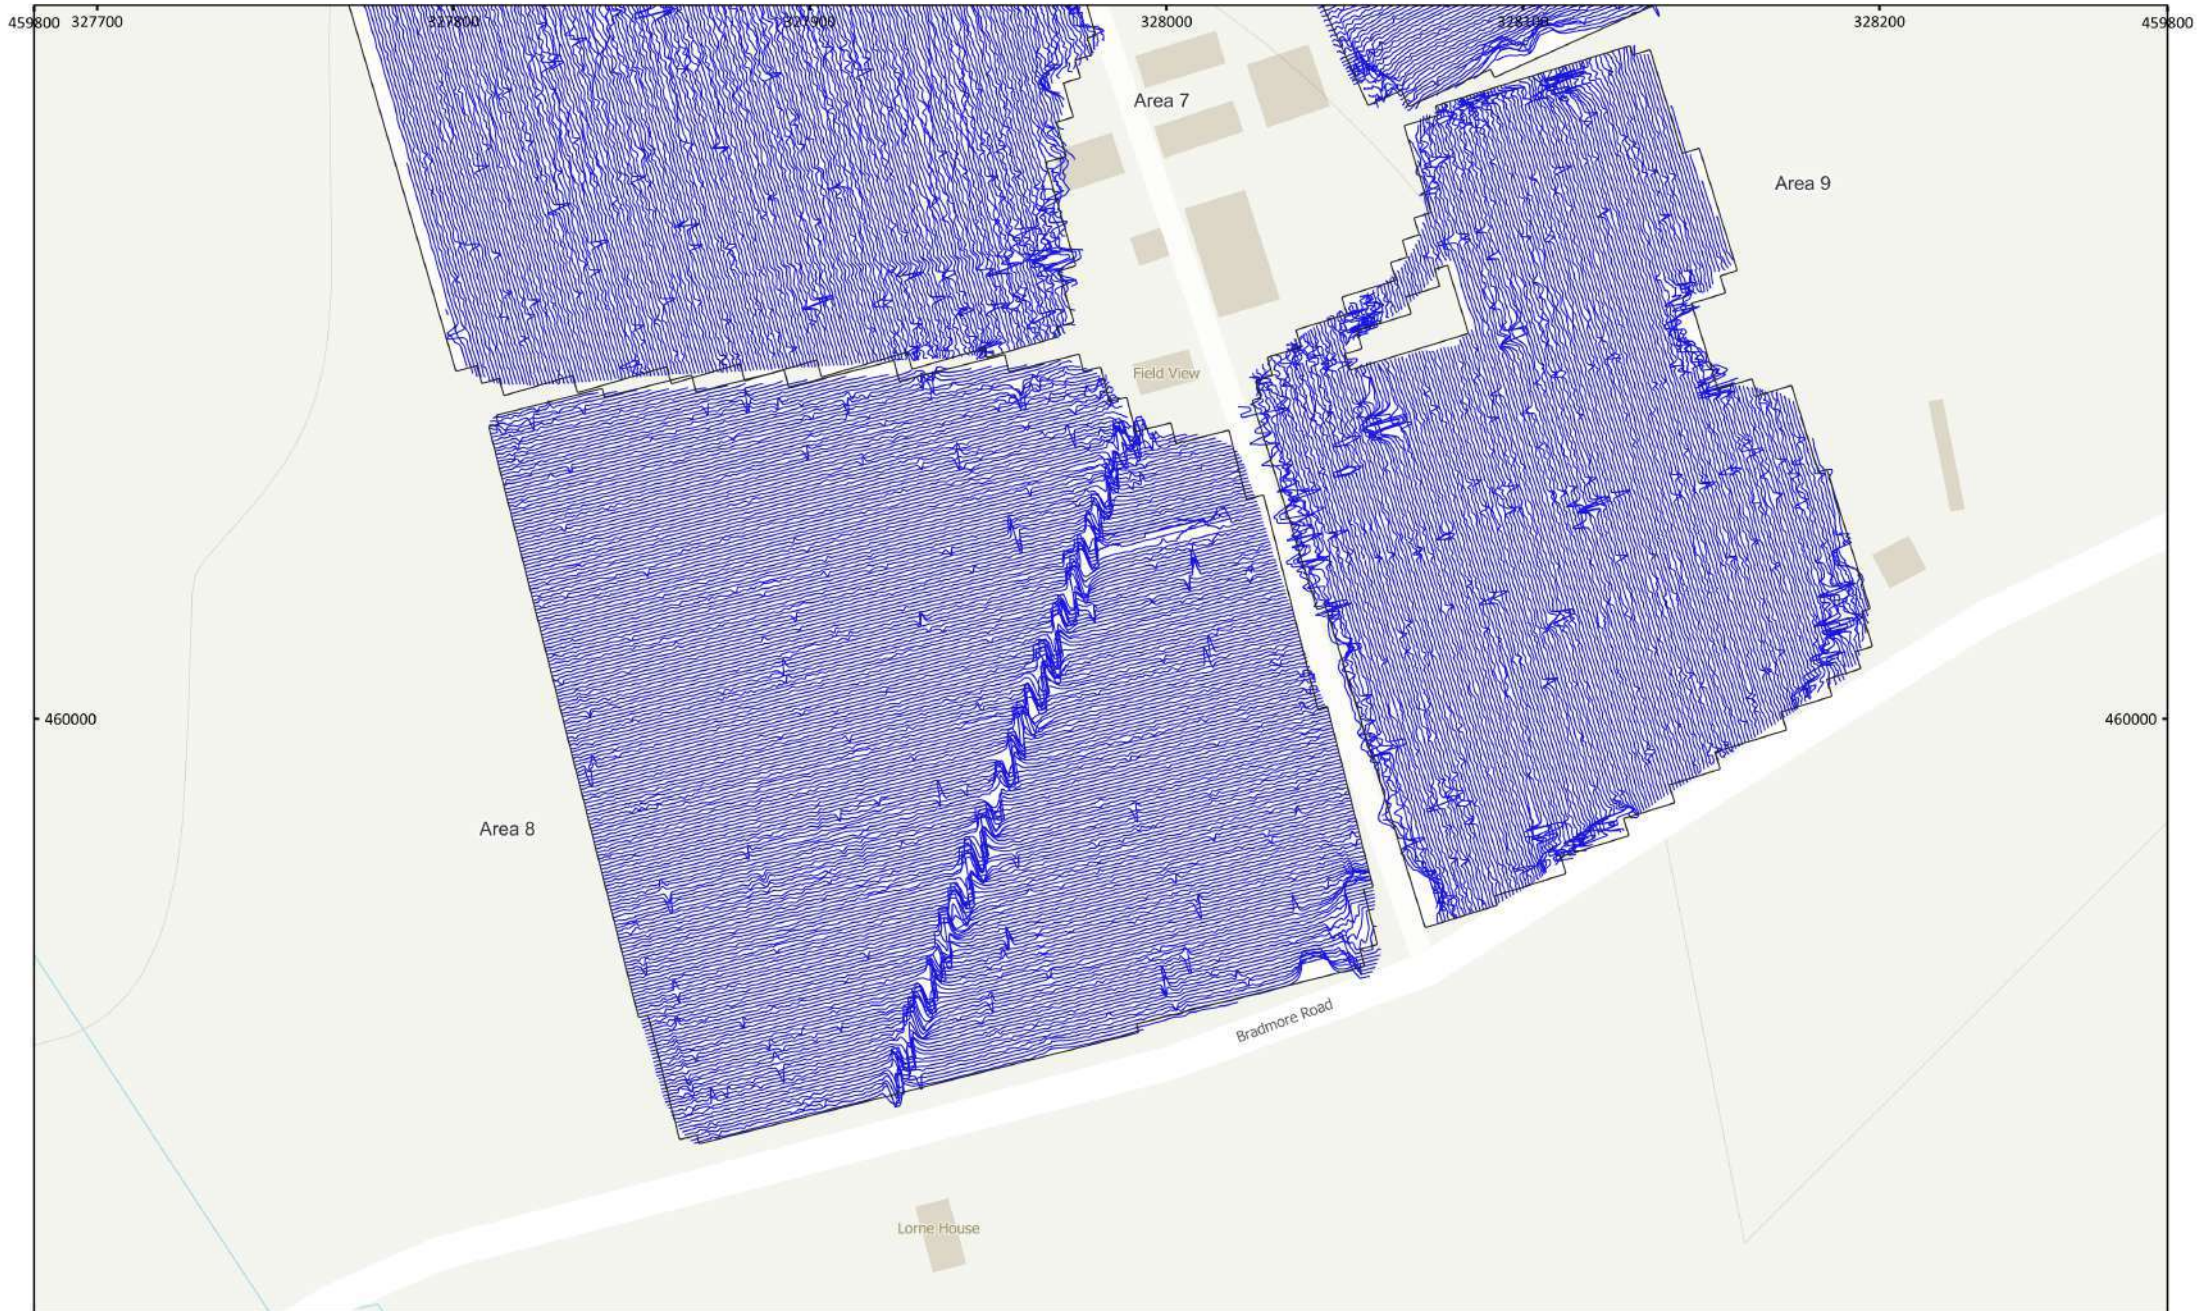 459800 327700 327800 327900 328000 328100 328200 459800
Area 7
Area 9
Field View
460000 460000
Area 8
Bradmore Road
Lorne House